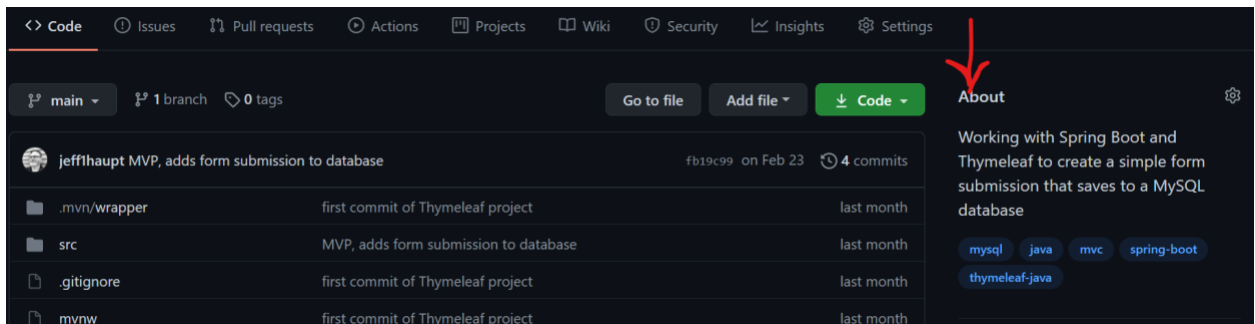 <> Code Issues Pull requests Actions Projects Wiki Security Insights Settings
main 1 branch 0 tags Go to file Add file Code
About
jeff1haupt MVP, adds form submission to database fb19c99 on Feb 23 4 commits
Working with Spring Boot and
Thymeleaf to create a simple form
submission that saves to a MySQL
database
.mvn/wrapper first commit of Thymeleaf project last month
src MVP, adds form submission to database last month
mysql java mvc spring-boot
thymeleaf-java
.gitignore first commit of Thymeleaf project last month
mvnw first commit of Thymeleaf project last month